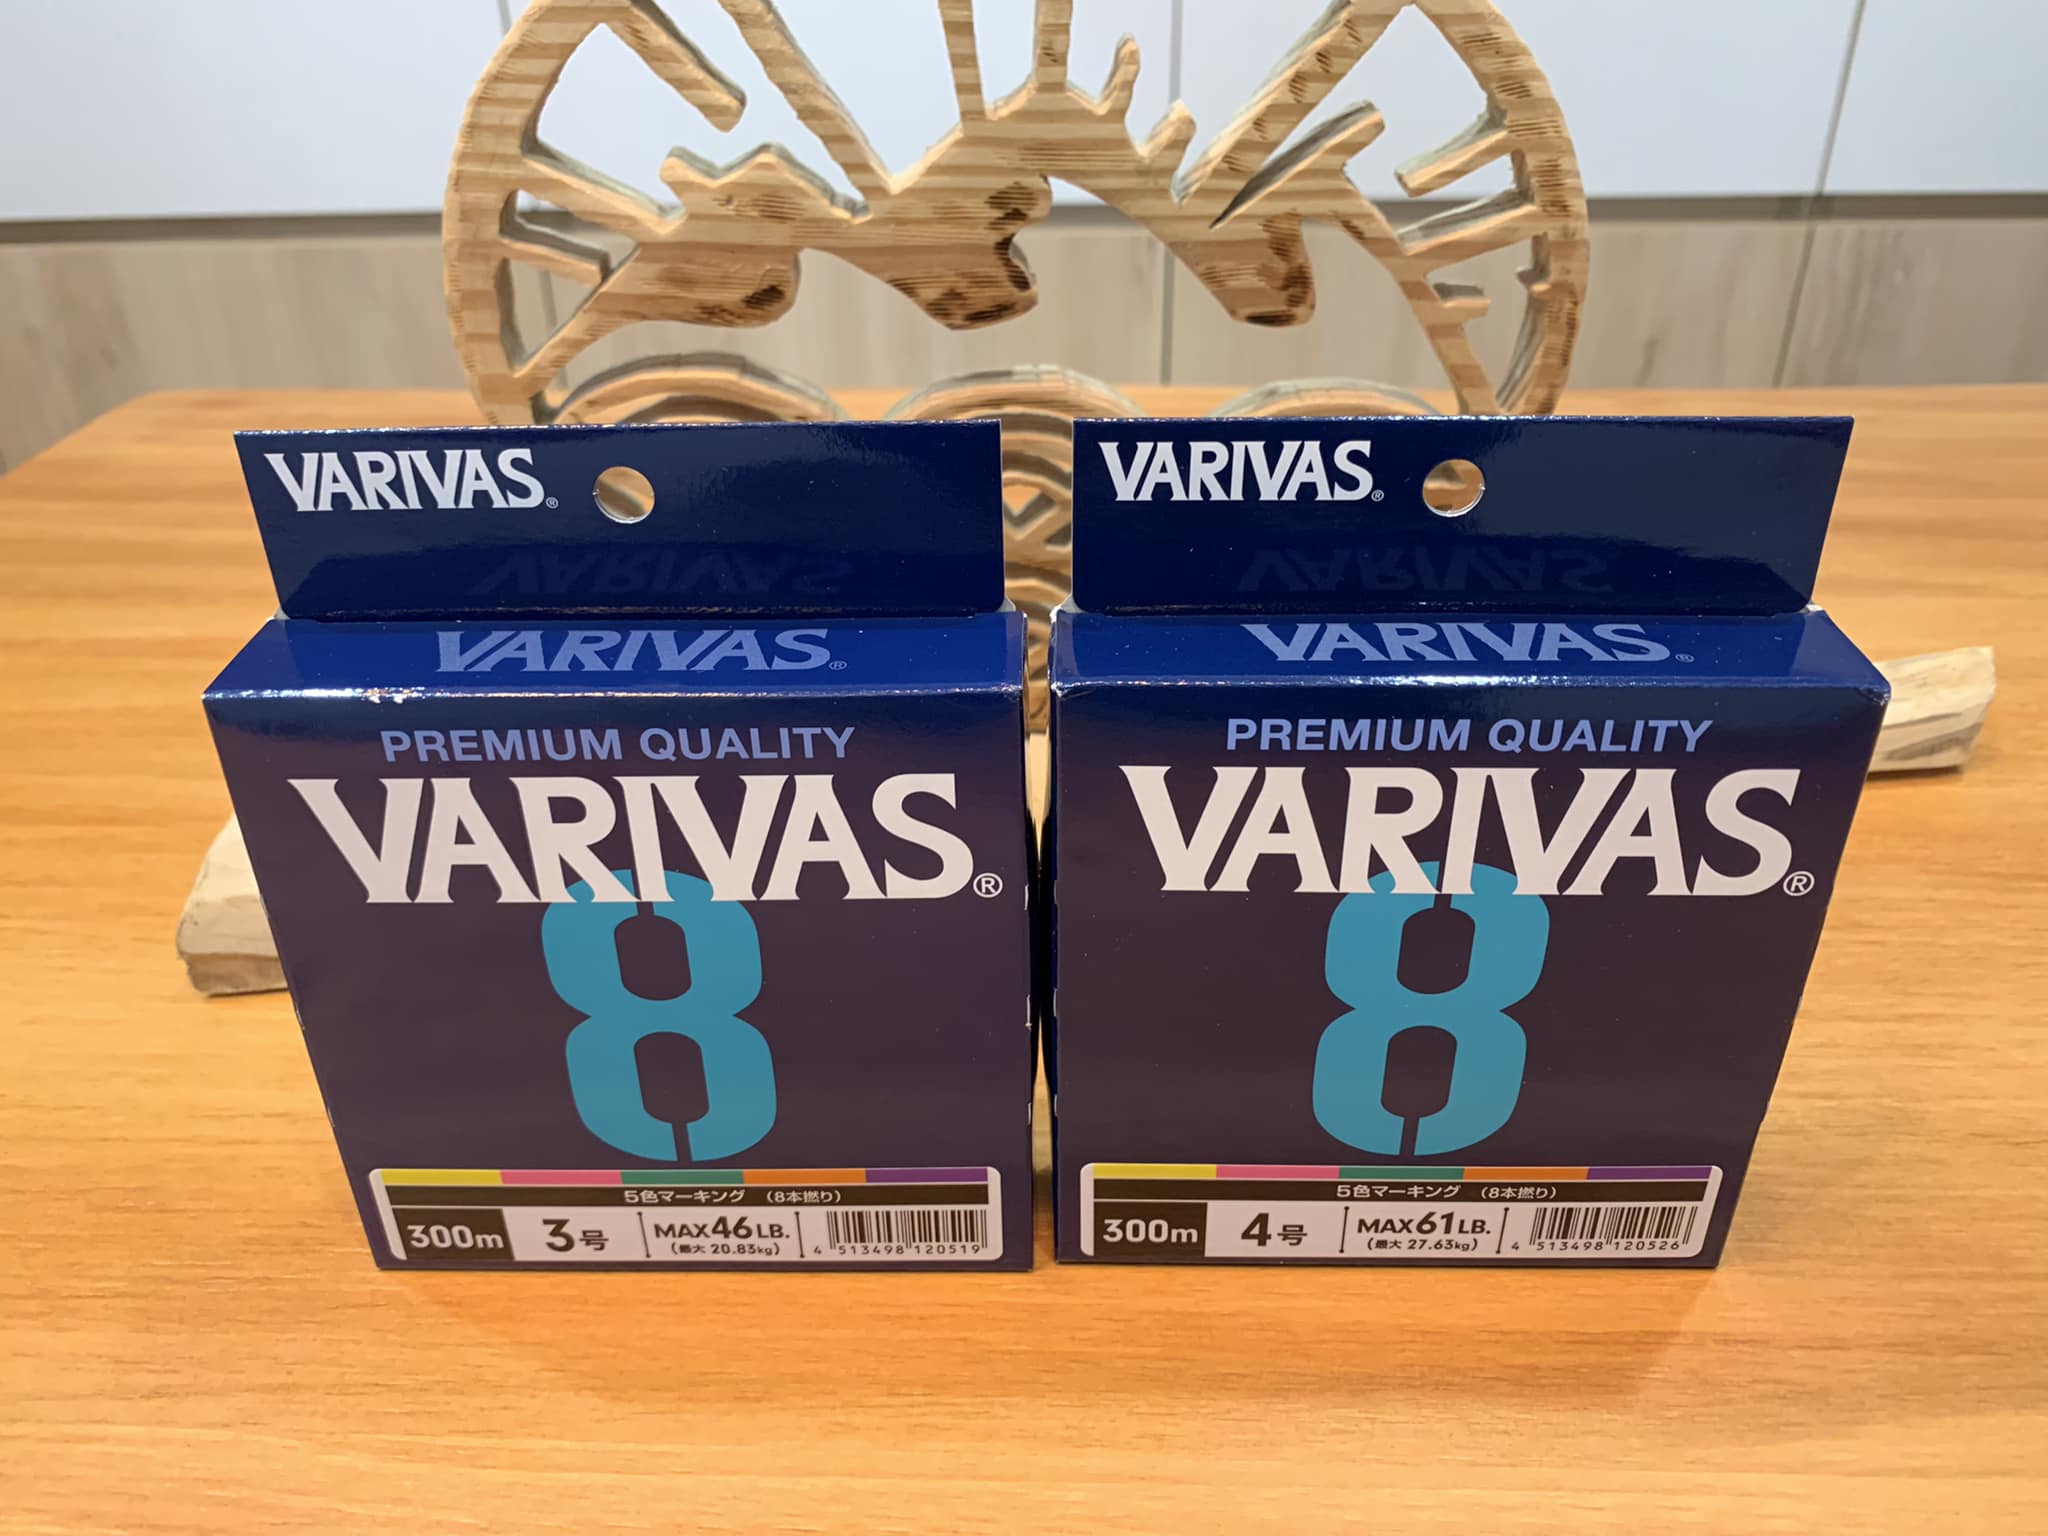 VARIVAS®
VARIVAS®
PREMIUM QUALITY
VARIVAS®
8
5色マーキング (8本撚り)
300m 3号 MAX46LB. (最大 20.83kg)
4 513498 120519
VARIVAS®
VARIVAS®
PREMIUM QUALITY
VARIVAS®
8
5色マーキング (8本撚り)
300m 4号 MAX61LB. (最大 27.63kg)
4 513498 120526